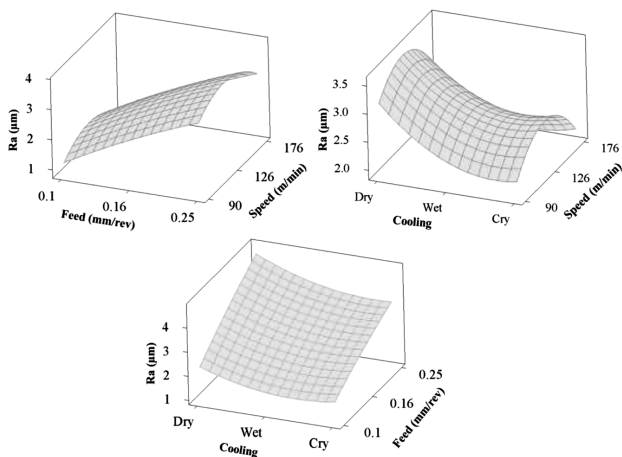 4
3
2
1
Ra (µm)
0.1
0.16
0.25
Feed (mm/rev)
90
126
176
Speed (m/min)
3.5
3.0
2.5
2.0
Ra (µm)
Dry
Wet
Cry
Cooling
90
126
176
Speed (m/min)
4
3
2
1
Ra (µm)
Dry
Wet
Cry
Cooling
0.1
0.16
0.25
Feed (mm/rev)